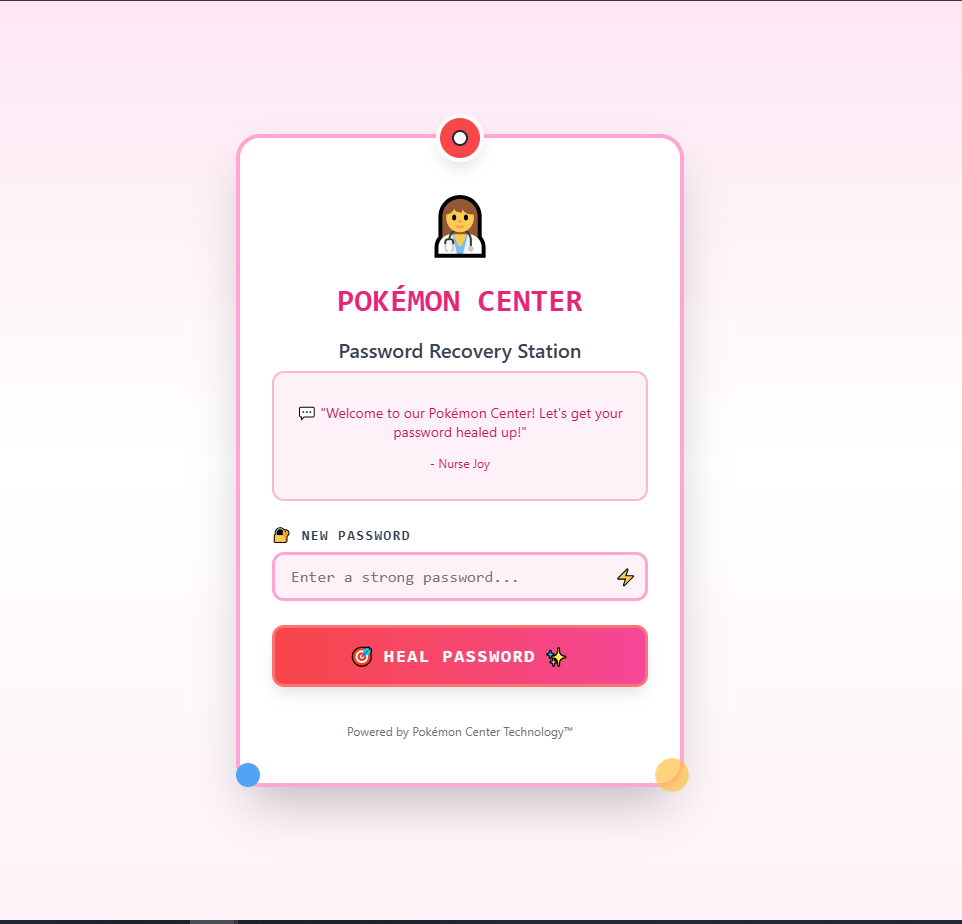 POKÉMON CENTER
Password Recovery Station
💬 "Welcome to our Pokémon Center! Let's get your
password healed up!"
- Nurse Joy
🔐 NEW PASSWORD
Enter a strong password... ⚡
🎯 HEAL PASSWORD ✨
Powered by Pokémon Center Technology™